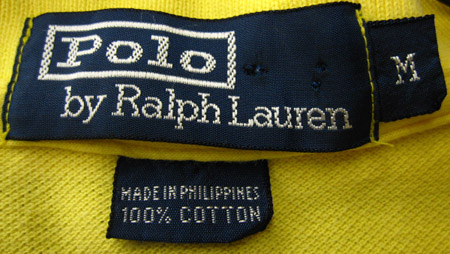 Polo
by Ralph Lauren
M
MADE IN PHILIPPINES
100% COTTON